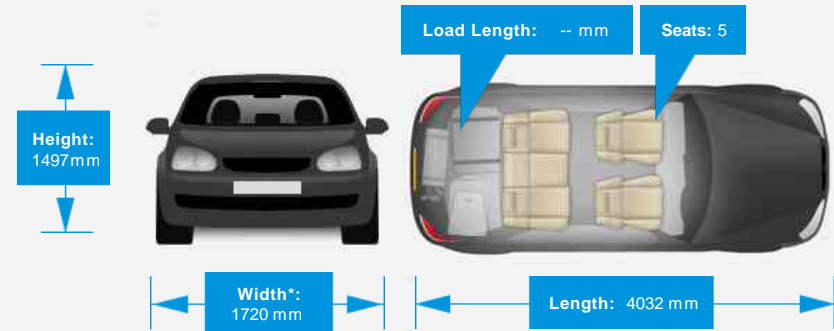 Load Length: -- mm
Seats: 5
Height:
1497mm
Width*:
1720 mm
Length: 4032 mm